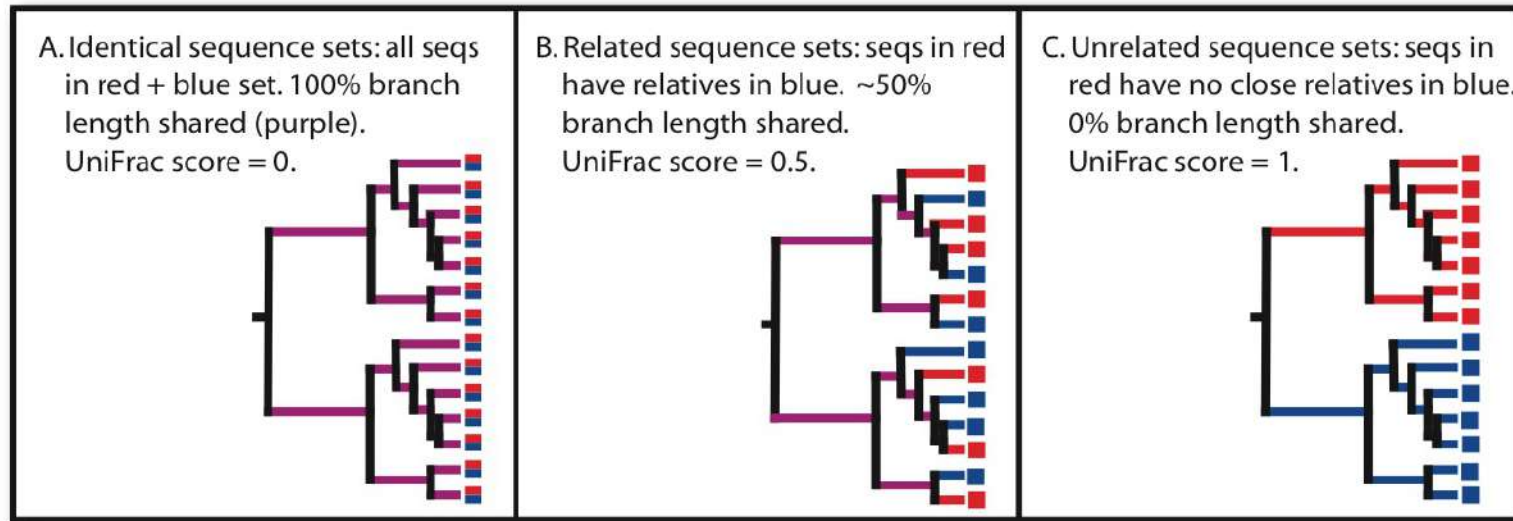 A. Identical sequence sets: all seqs
in red + blue set. 100% branch
length shared (purple).
UniFrac score = 0.
B. Related sequence sets: seqs in red
have relatives in blue. ~50%
branch length shared.
UniFrac score = 0.5.
C. Unrelated sequence sets: seqs in
red have no close relatives in blue.
0% branch length shared.
UniFrac score = 1.